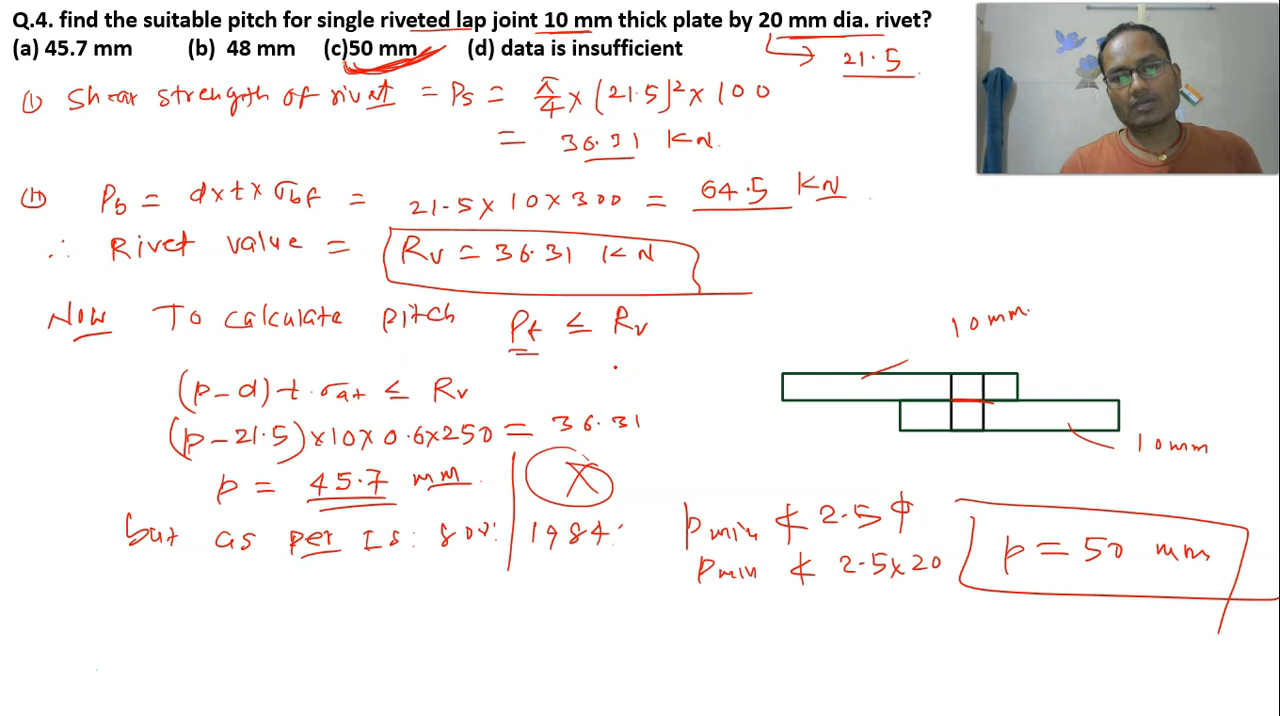 Q.4. find the suitable pitch for single riveted lap joint 10 mm thick plate by 20 mm dia. rivet?
(a) 45.7 mm (b) 48 mm (c)50 mm (d) data is insufficient
21.5
(i) Shear strength of rivet = Ps = π/4 x (21.5)² x 100
= 36.31 KN.
(ii) Pb = d x t x σbf = 21.5 x 10 x 300 = 64.5 KN
∴ Rivet value = Rv = 36.31 KN
Now To calculate pitch Pt ≤ Rv
10 mm.
(p-d) t. σat ≤ Rv
(p-21.5) x 10 x 0.6 x 250 = 36.31
10 mm
p = 45.7 mm X
but as per IS: 800: 1984:
pmin ≮ 2.5 ϕ
pmin ≮ 2.5 x 20
p = 50 mm